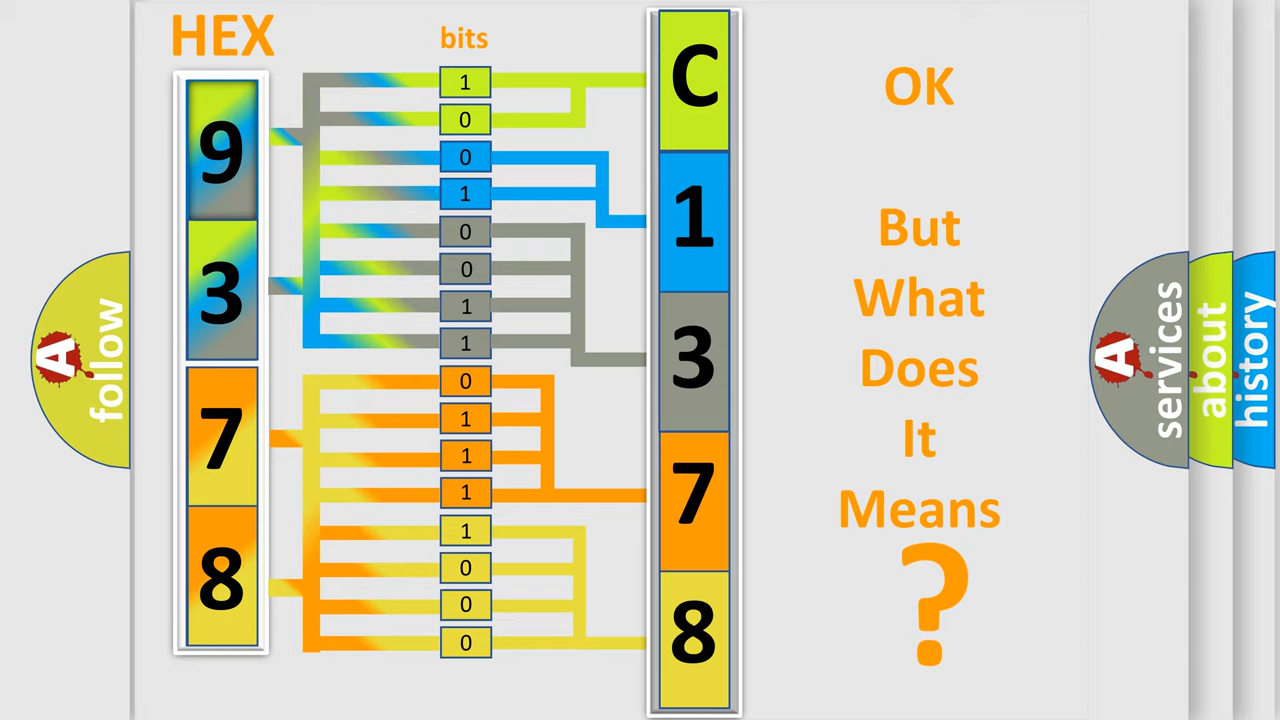 HEX
bits
9
3
7
8
1
0
0
1
0
0
1
1
0
1
1
1
1
0
0
0
C
1
3
7
8
OK
But
What
Does
It
Means
?
A
follow
A
services
about
history